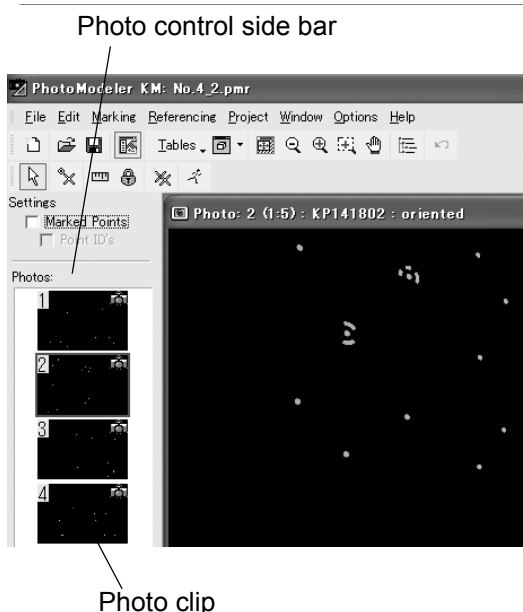 Photo control side bar
PhotoModeler KM: No.4_2.pmr
File Edit Marking Referencing Project Window Options Help
Tables
Settings
Marked Points
Point ID's
Photo: 2 (1:5) : KP141802 : oriented
Photos:
1
2
3
4
Photo clip